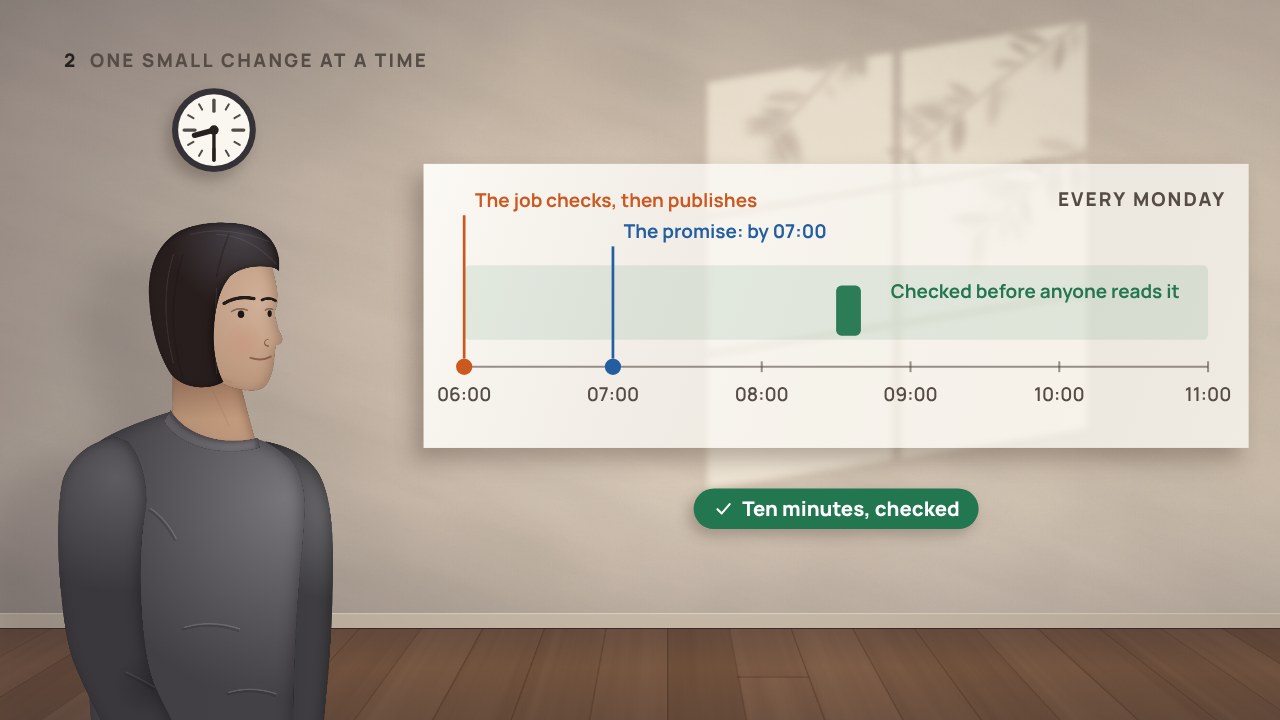 2 ONE SMALL CHANGE AT A TIME
The job checks, then publishes
EVERY MONDAY
The promise: by 07:00
Checked before anyone reads it
06:00 07:00 08:00 09:00 10:00 11:00
Ten minutes, checked